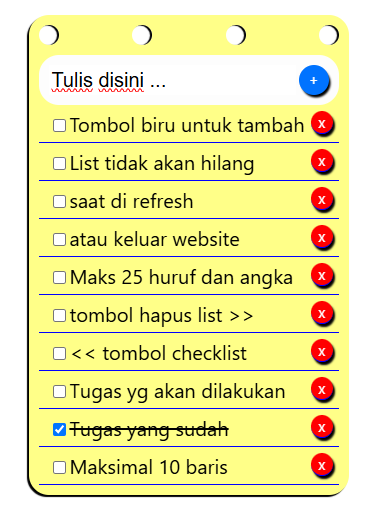 Tulis disini ... +
Tombol biru untuk tambah x
List tidak akan hilang x
saat di refresh x
atau keluar website x
Maks 25 huruf dan angka x
tombol hapus list >> x
<< tombol checklist x
Tugas yg akan dilakukan x
Tugas yang sudah x
Maksimal 10 baris x